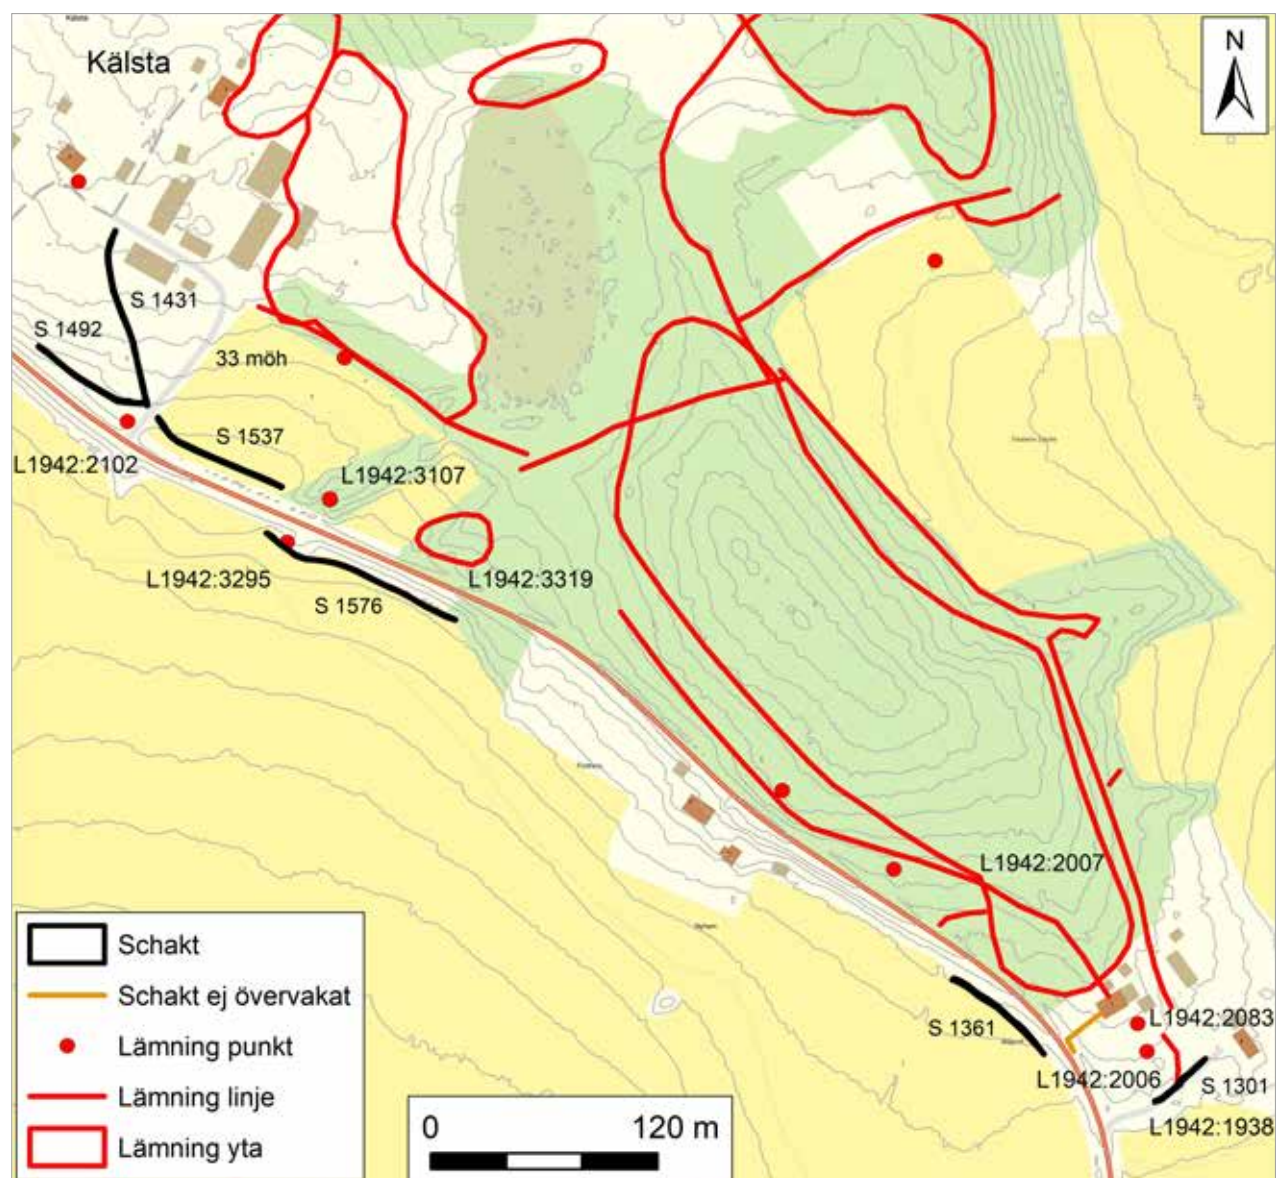 Kälsta
Kälsta
N
S 1431
S 1492
33 möh
S 1537
L1942:2102
L1942:3107
L1942:3295
L1942:3319
S 1576
L1942:2007
S 1361
L1942:2083
L1942:2006
S 1301
L1942:1938
Schakt
Schakt ej övervakat
Lämning punkt
Lämning linje
Lämning yta
0 120 m